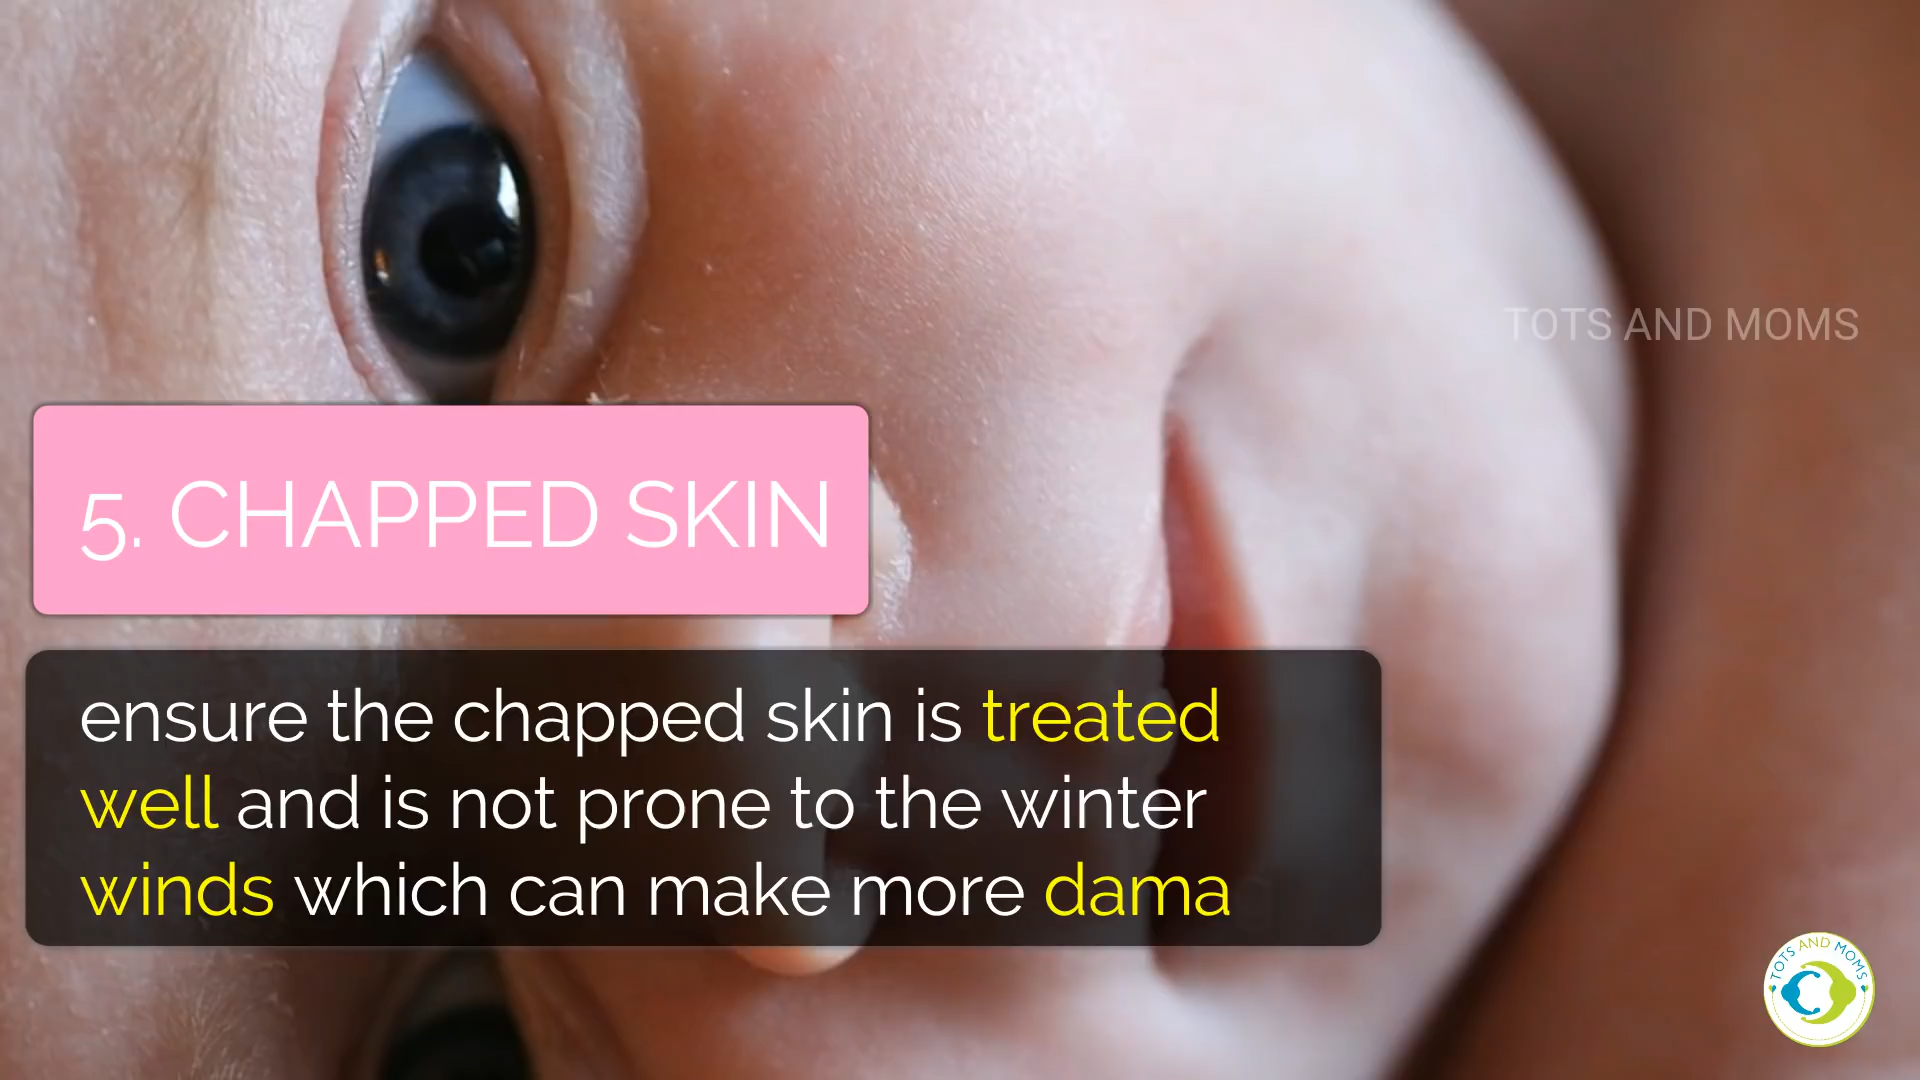 TOTS AND MOMS
5. CHAPPED SKIN
ensure the chapped skin is treated
well and is not prone to the winter
winds which can make more dama
TOTS AND MOMS